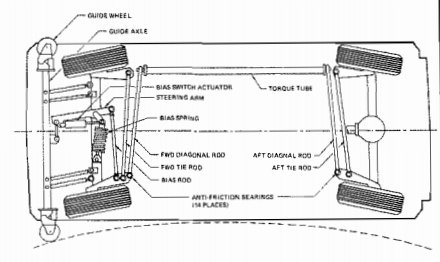 GUIDE WHEEL
GUIDE AXLE
BIAS SWITCH ACTUATOR
STEERING ARM
TORQUE TUBE
BIAS SPRING
FWD DIAGONAL ROD
AFT DIAGNAL ROD
FWD TIE ROD
AFT TIE ROD
BIAS ROD
ANTI-FRICTION BEARINGS
(14 PLACES)